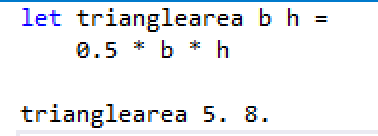 let trianglearea b h =
    0.5 * b * h

trianglearea 5. 8.